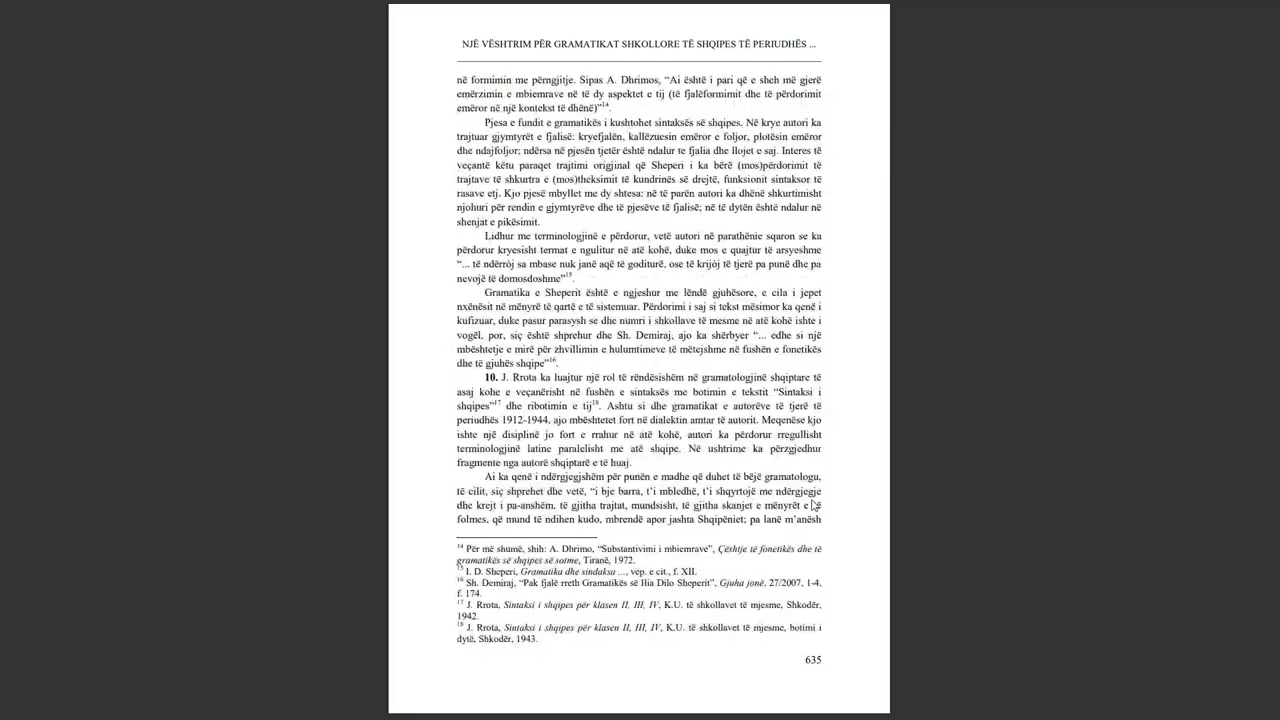 NJË VËSHTRIM PËR GRAMATIKAT SHKOLLORE TË SHQIPES TË PERIUDHËS ...
në formimin me përngjitje. Sipas A. Dhrimos, “Ai është i pari që e sheh më gjerë
emërzimin e mbiemrave në të dy aspektet e tij (të fjalëformimit dhe të përdorimit
emëror në një kontekst të dhënë)”14.
Pjesa e fundit e gramatikës i kushtohet sintaksës së shqipes. Në krye autori ka
trajtuar gjymtyrët e fjalisë: kryefjalën, kallëzuesin emëror e foljor, plotësin emëror
dhe ndajfoljor; ndërsa në pjesën tjetër është ndalur te fjalia dhe llojet e saj. Interes të
veçantë këtu paraqet trajtimi origjinal që Sheperi i ka bërë (mos)përdorimit të
trajtave të shkurtra e (mos)theksimit të kundrinës së drejtë, funksionit sintaksor të
rasave etj. Kjo pjesë mbyllet me dy shtesa: në të parën autori ka dhënë shkurtimisht
njohuri për rendin e gjymtyrëve dhe të pjesëve të fjalisë; në të dytën është ndalur në
shenjat e pikësimit.
Lidhur me terminologjinë e përdorur, vetë autori në parathënie sqaron se ka
përdorur kryesisht termat e ngulitur në atë kohë, duke mos e quajtur të arsyeshme
“... të ndërròj sa mbase nuk janë aqë të goditurë, ose të krijòj të tjerë pa punë dhe pa
nevojë të domosdoshme”15.
Gramatika e Sheperit është e ngjeshur me lëndë gjuhësore, e cila i jepet
nxënësit në mënyrë të qartë e të sistemuar. Përdorimi i saj si tekst mësimor ka qenë i
kufizuar, duke pasur parasysh se dhe numri i shkollave të mesme në atë kohë ishte i
vogël, por, siç është shprehur dhe Sh. Demiraj, ajo ka shërbyer “... edhe si një
mbështetje e mirë për zhvillimin e hulumtimeve të mëtejshme në fushën e fonetikës
dhe të gjuhës shqipe”16.
10. J. Rrota ka luajtur një rol të rëndësishëm në gramatologjinë shqiptare të
asaj kohe e veçanërisht në fushën e sintaksës me botimin e tekstit “Sintaksi i
shqipes”17 dhe ribotimin e tij18. Ashtu si dhe gramatikat e autorëve të tjerë të
periudhës 1912-1944, ajo mbështetet fort në dialektin amtar të autorit. Meqenëse kjo
ishte një disiplinë jo fort e rrahur në atë kohë, autori ka përdorur rregullisht
terminologjinë latine paralelisht me atë shqipe. Në ushtrime ka përzgjedhur
fragmente nga autorë shqiptarë e të huaj.
Ai ka qenë i ndërgjegjshëm për punën e madhe që duhet të bëjë gramatologu,
të cilit, siç shprehet dhe vetë, “i bje barra, t’i mbledhë, t’i shqyrtojë me ndërgjegje
dhe krejt i pa-anshëm, të gjitha trajtat, mundsisht, të gjitha skanjet e mënyrët e së
folmes, që mund të ndihen kudo, mbrendë apor jashta Shqipëniet; pa lanë m’anësh
14 Për më shumë, shih: A. Dhrimo, “Substantivimi i mbiemrave”, Çështje të fonetikës dhe të
gramatikës së shqipes së sotme, Tiranë, 1972.
15 I. D. Sheperi, Gramatika dhe sindaksa ..., vep. e cit., f. XII.
16 Sh. Demiraj, “Pak fjalë rreth Gramatikës së Ilia Dilo Sheperit”, Gjuha jonë, 27/2007, 1-4,
f. 174.
17 J. Rrota, Sintaksi i shqipes për klasen II, III, IV, K.U. të shkollavet të mjesme, Shkodër,
1942.
18 J. Rrota, Sintaksi i shqipes për klasen II, III, IV, K.U. të shkollavet të mjesme, botimi i
dytë, Shkodër, 1943.
635